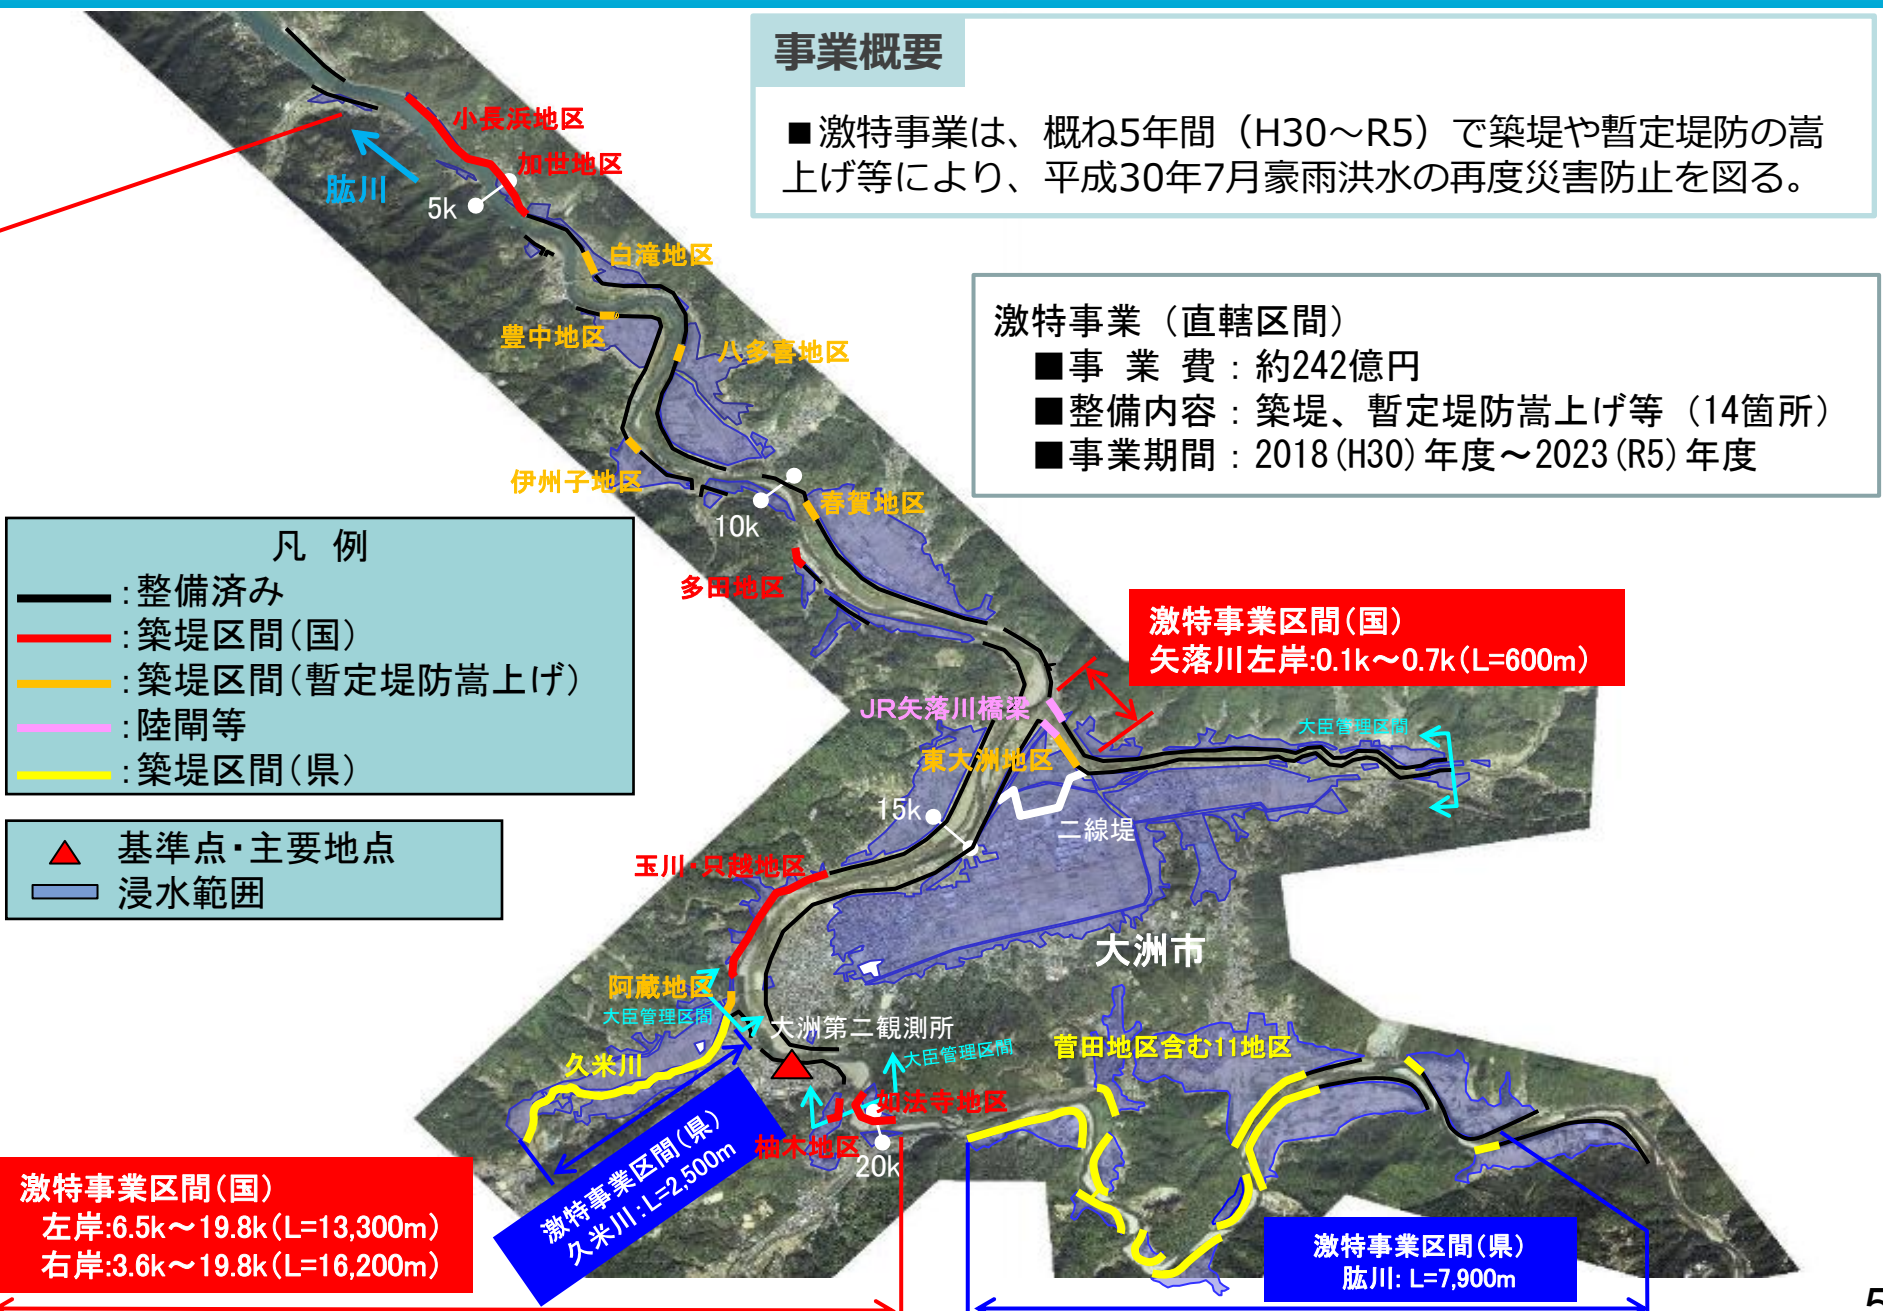 事業概要
■激特事業は、概ね5年間（H30～R5）で築堤や暫定堤防の嵩
上げ等により、平成30年7月豪雨洪水の再度災害防止を図る。
激特事業（直轄区間）
■事 業 費：約242億円
■整備内容：築堤、暫定堤防嵩上げ等（14箇所）
■事業期間：2018(H30)年度～2023(R5)年度
小長浜地区
加世地区
肱川
5k
白滝地区
豊中地区
八多喜地区
伊州子地区
春賀地区
10k
多田地区
凡 例
：整備済み
：築堤区間（国）
：築堤区間（暫定堤防嵩上げ）
：陸閘等
：築堤区間（県）
基準点・主要地点
浸水範囲
激特事業区間（国）
矢落川左岸:0.1k～0.7k（L=600m）
JR矢落川橋梁
大臣管理区間
東大洲地区
15k
二線堤
玉川・只越地区
大洲市
阿蔵地区
大臣管理区間
大洲第二観測所
大臣管理区間
菅田地区含む11地区
久米川
如法寺地区
柚木地区
20k
激特事業区間（県）
久米川：L=2,500m
激特事業区間（国）
左岸:6.5k～19.8k（L=13,300m）
右岸:3.6k～19.8k（L=16,200m）
激特事業区間（県）
肱川: L=7,900m
5